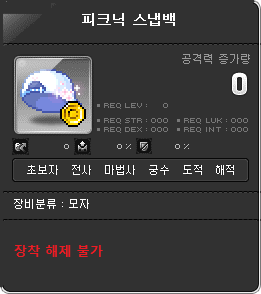 피크닉 스냅백
공격력 증가량
0
REQ LEV : 0
REQ STR : 000 REQ LUK : 000
REQ DEX : 000 REQ INT : 000
0 0 % 0 %
초보자 전사 마법사 궁수 도적 해적
장비분류 : 모자
장착 해제 불가